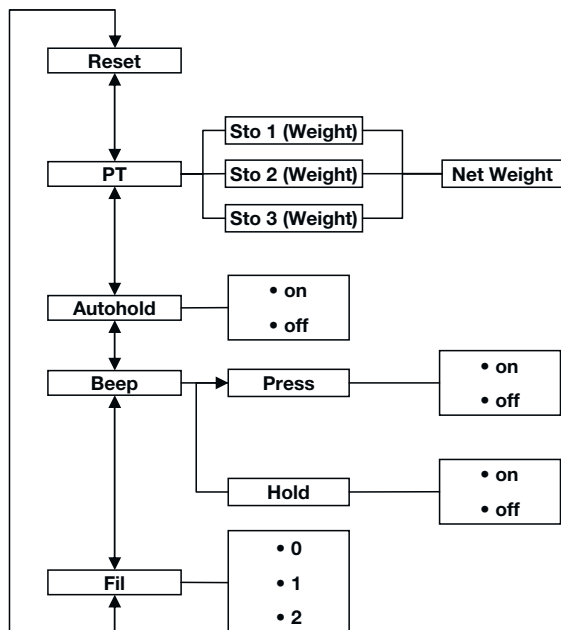 Reset
PT
Sto 1 (Weight)
Sto 2 (Weight)
Sto 3 (Weight)
Net Weight
Autohold
• on
• off
Beep
Press
• on
• off
Hold
• on
• off
Fil
• 0
• 1
• 2